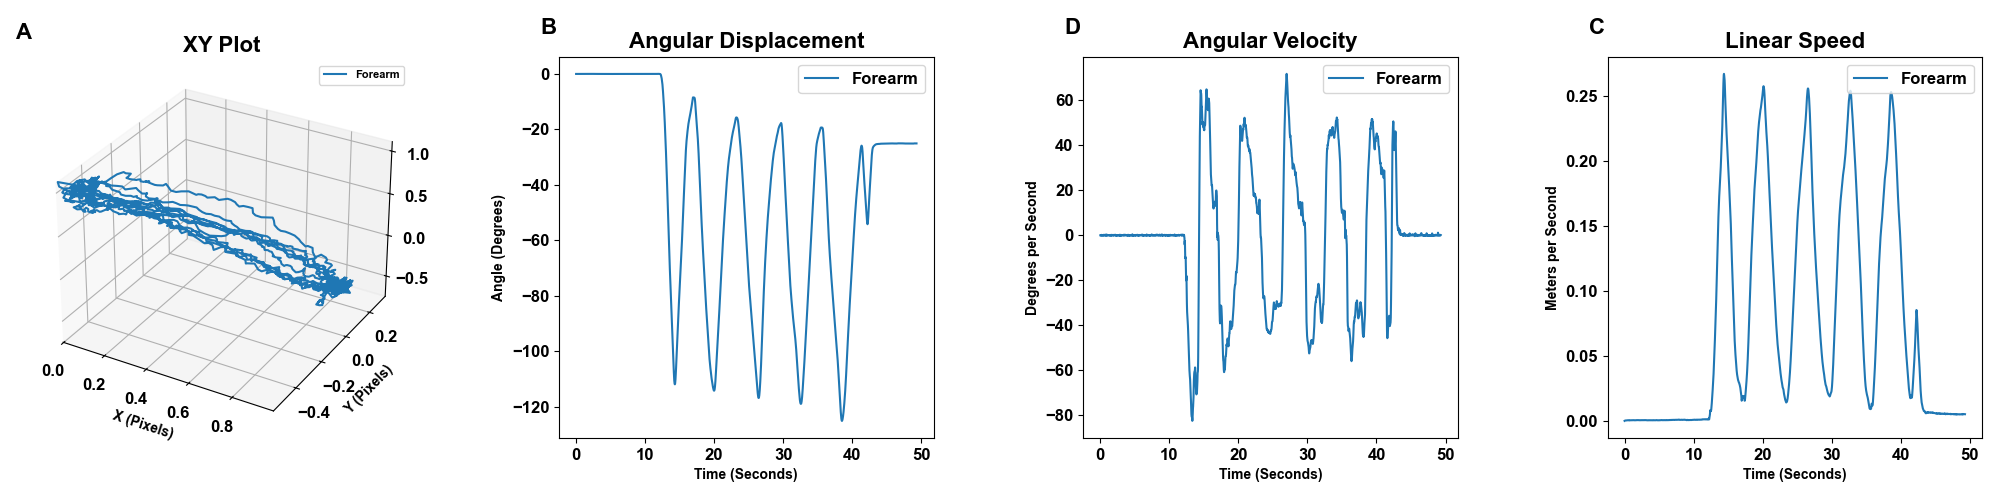 A
XY Plot
Forearm
1.0
0.5
0.0
−0.5
0.2
0.0
−0.2
−0.4
Y (Pixels)
0.0
0.2
0.4
0.6
0.8
X (Pixels)
B
Angular Displacement
Forearm
0
−20
−40
−60
−80
−100
−120
Angle (Degrees)
0 10 20 30 40 50
Time (Seconds)
D
Angular Velocity
Forearm
60
40
20
0
−20
−40
−60
−80
Degrees per Second
0 10 20 30 40 50
Time (Seconds)
C
Linear Speed
Forearm
0.25
0.20
0.15
0.10
0.05
0.00
Meters per Second
0 10 20 30 40 50
Time (Seconds)